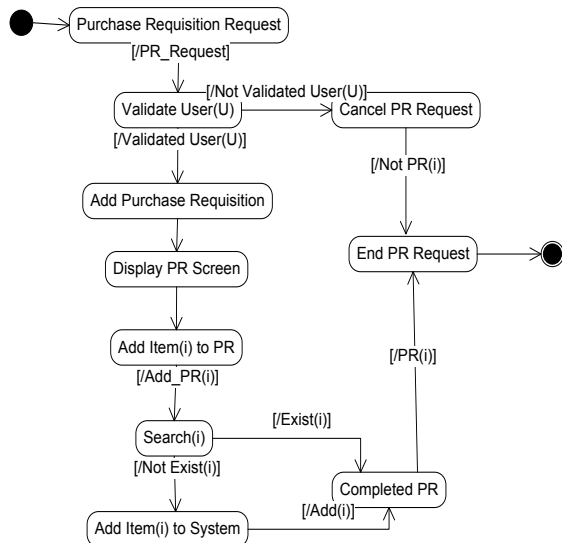 Purchase Requisition Request
[/PR_Request]
[/Not Validated User(U)]
Validate User(U)
Cancel PR Request
[/Validated User(U)]
[/Not PR(i)]
Add Purchase Requisition
Display PR Screen
End PR Request
Add Item(i) to PR
[/PR(i)]
[/Add_PR(i)]
[/Exist(i)]
Search(i)
[/Not Exist(i)]
Completed PR
[/Add(i)]
Add Item(i) to System